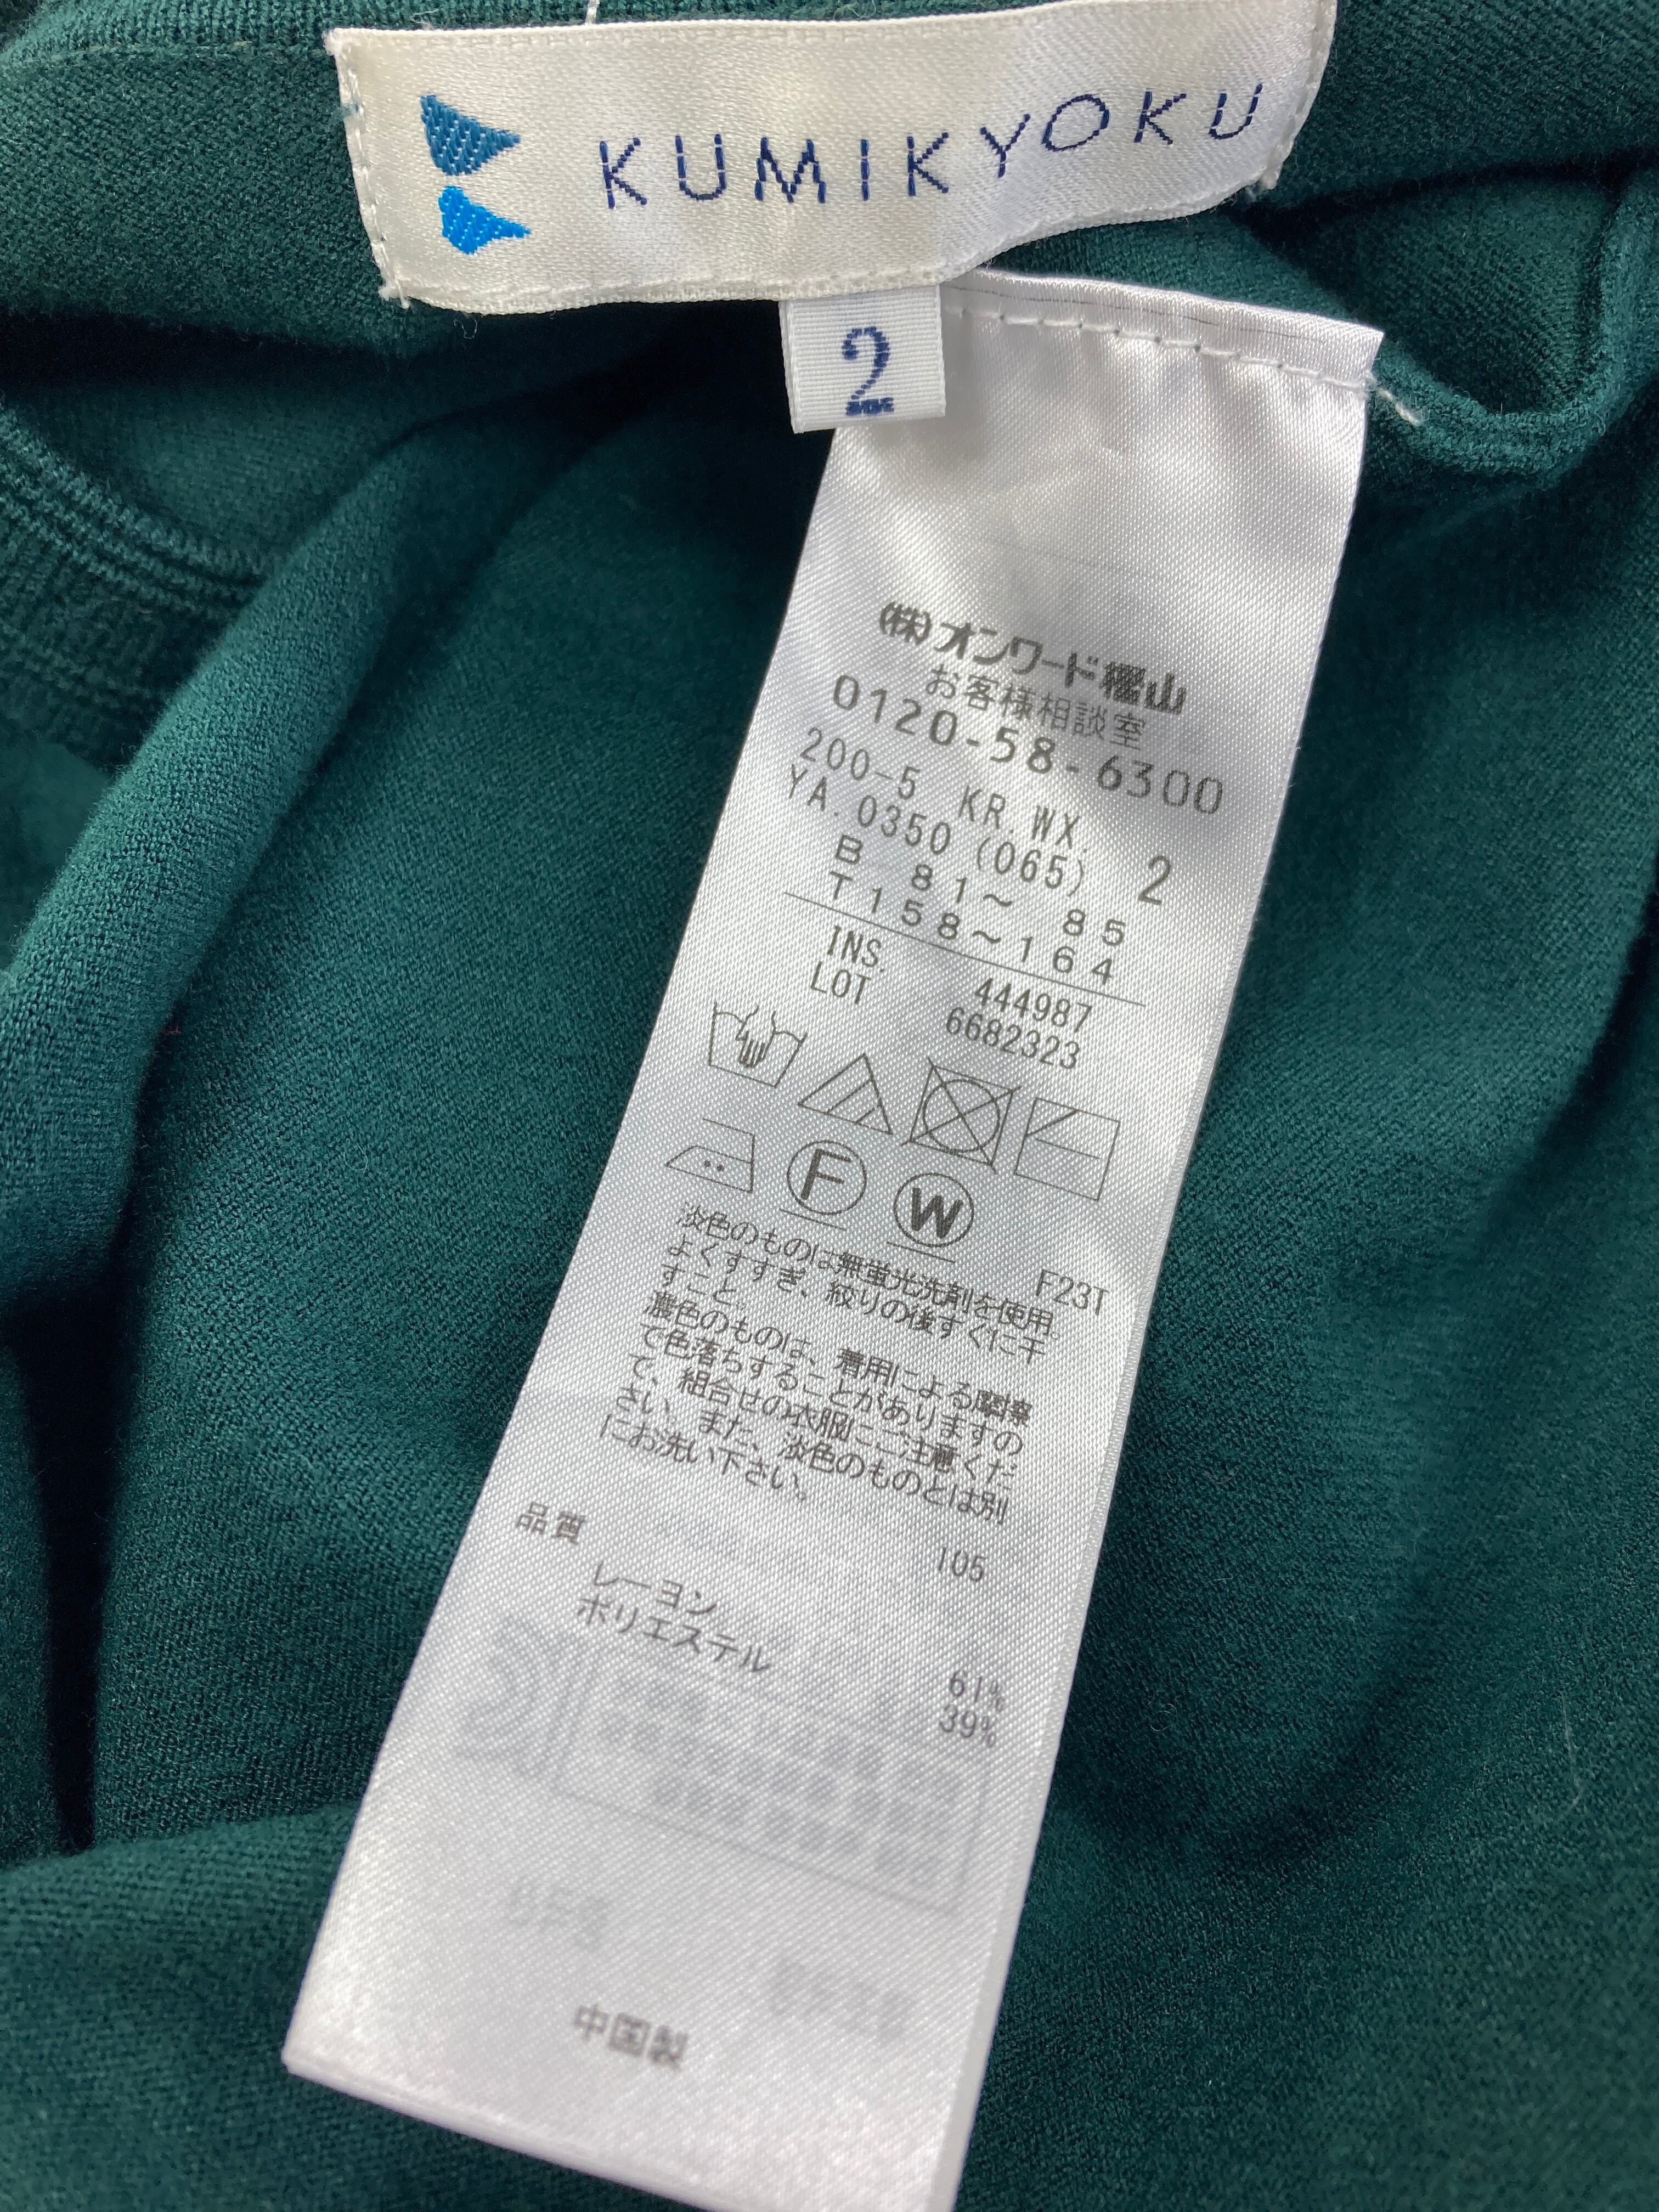 KUMIKYOKU
2
(株)オンワード樫山
お客様相談室
0120-58-6300
200-5 KR.WX.
YA.0350(065) 2
B 81～ 85
T158～164
INS. 444987
LOT 6682323
F W
F23T
淡色のものは無蛍光洗剤を使用。
よくすすぎ、絞りの後すぐに干
すこと。
濃色のものは、着用による摩擦
で色落ちすることがありますの
で、組合せの衣服にご注意くだ
さい。また、淡色のものとは別
にお洗い下さい。
105
品質
レーヨン 61%
ポリエステル 39%
中国製